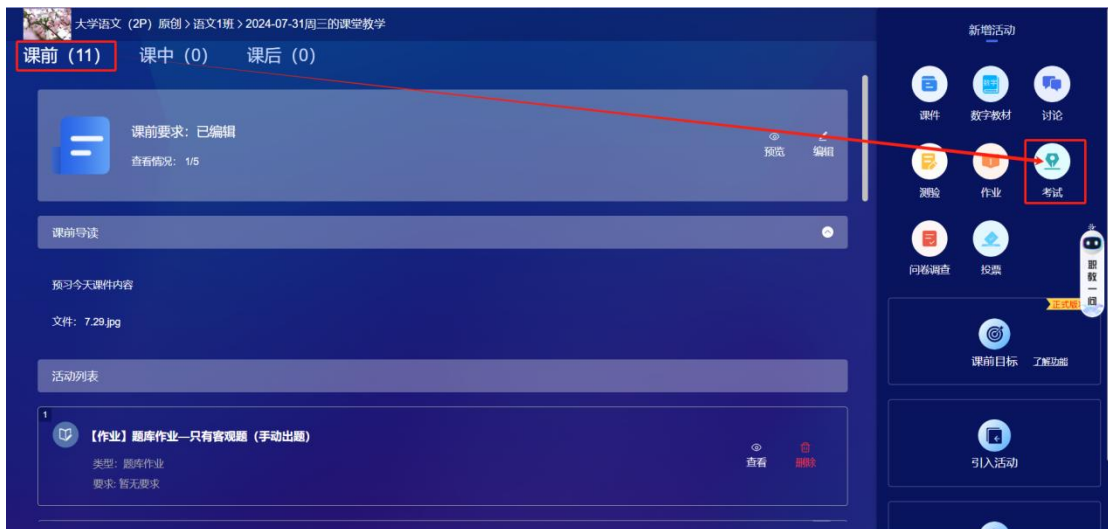 大学语文（2P）原创>语文1班>2024-07-31周三的课堂教学
课前（11） 课中（0） 课后（0）
课前要求：已编辑
查看情况： 1/5
预览 编辑
课前导读
预习今天课件内容
文件： 7.29.jpg
活动列表
1
【作业】题库作业—只有客观题（手动出题）
类型：题库作业
要求: 暂无要求
查看 删除
新增活动
课件 数字教材 讨论
测验 作业 考试
问卷调查 投票
职教一问
正式版
课前目标 了解功能
引入活动